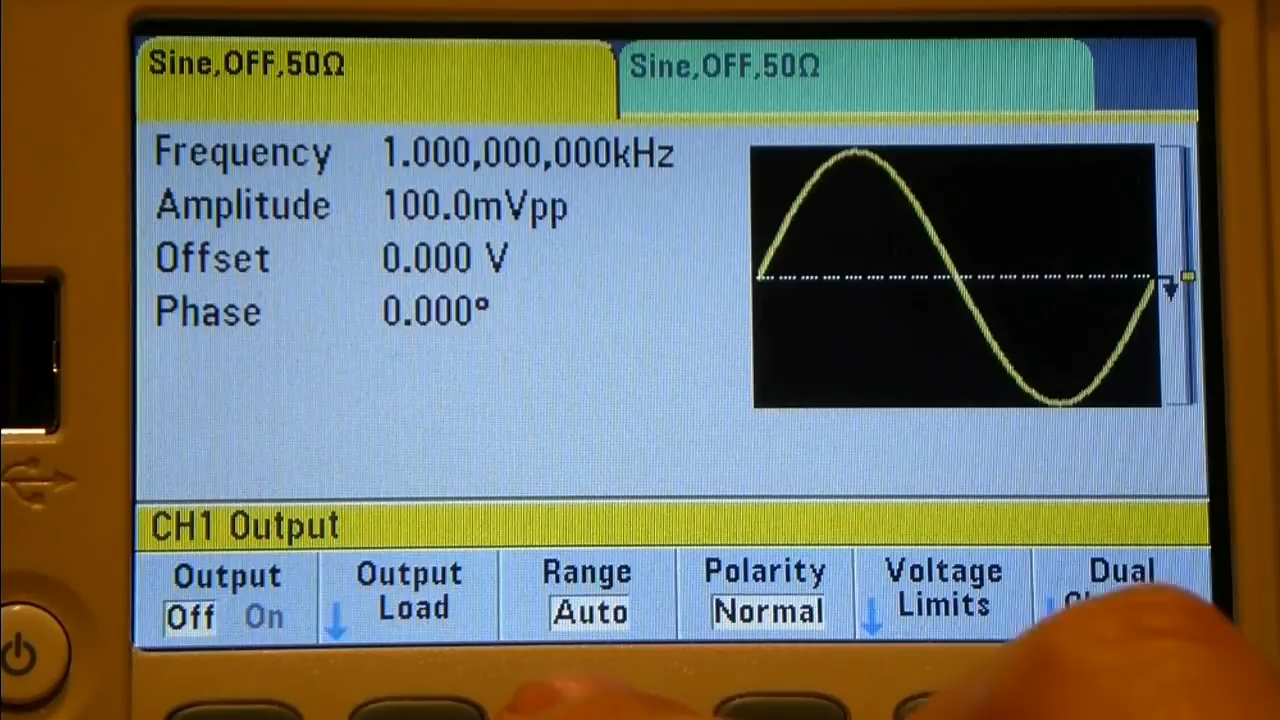 Sine,OFF,50Ω
Sine,OFF,50Ω
Frequency 1.000,000,000kHz
Amplitude 100.0mVpp
Offset 0.000 V
Phase 0.000°
CH1 Output
Output
Off On
Output
Load
Range
Auto
Polarity
Normal
Voltage
Limits
Dual